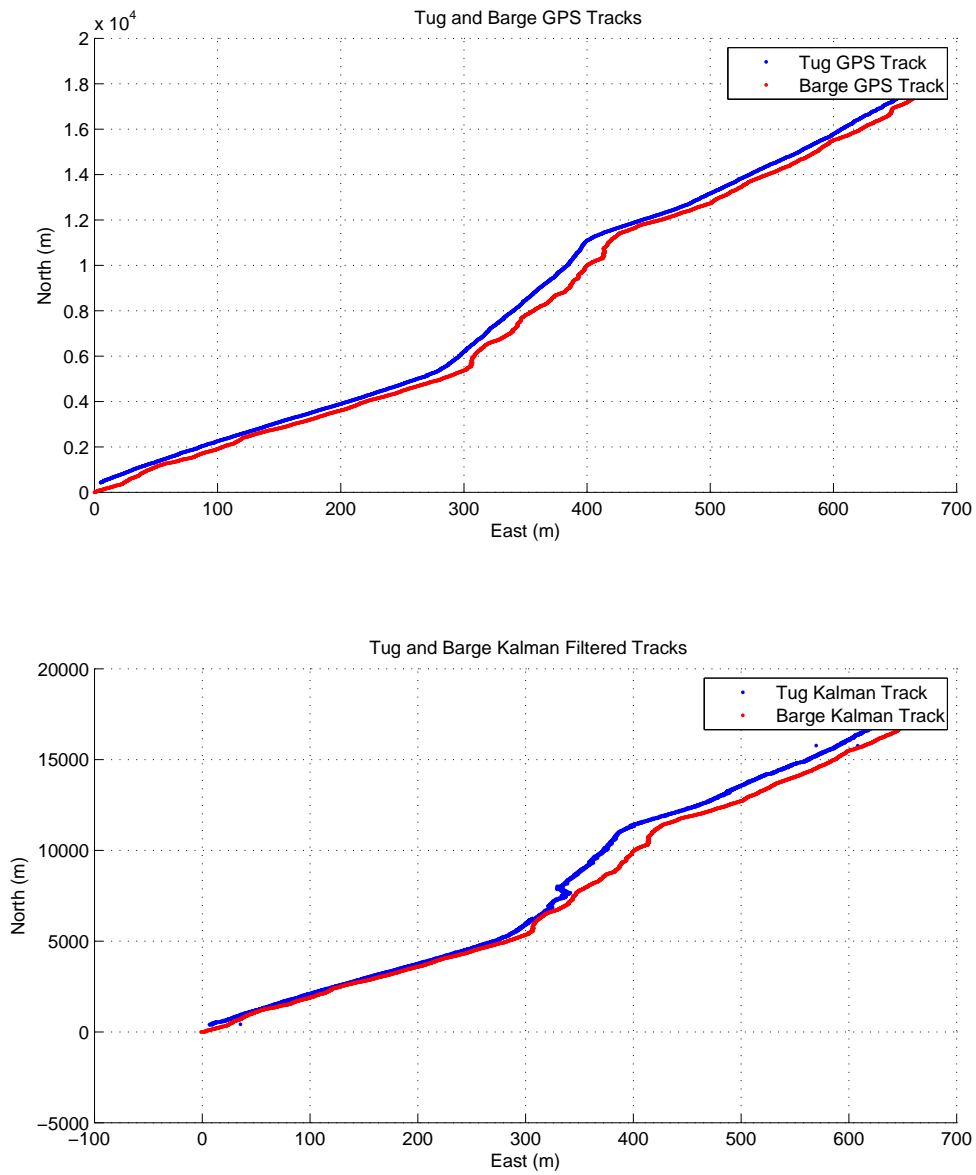 Tug and Barge GPS Tracks
x 10^4
2
1.8
1.6
1.4
1.2
1
0.8
0.6
0.4
0.2
0
North (m)
Tug GPS Track
Barge GPS Track
0 100 200 300 400 500 600 700
East (m)
Tug and Barge Kalman Filtered Tracks
20000
15000
10000
5000
0
−5000
North (m)
Tug Kalman Track
Barge Kalman Track
−100 0 100 200 300 400 500 600 700
East (m)